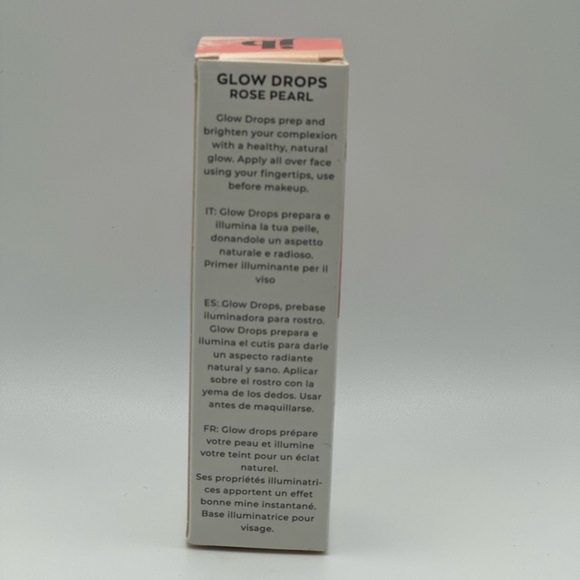 GLOW DROPS
ROSE PEARL
Glow Drops prep and
brighten your complexion
with a healthy, natural
glow. Apply all over face
using your fingertips, use
before makeup.
IT: Glow Drops prepara e
illumina la tua pelle,
donandole un aspetto
naturale e radioso.
Primer illuminante per il
viso
ES: Glow Drops, prebase
iluminadora para rostro.
Glow Drops prepara e
ilumina el cutis para darle
un aspecto radiante
natural y sano. Aplicar
sobre el rostro con la
yema de los dedos. Usar
antes de maquillarse.
FR: Glow drops prépare
votre peau et illumine
votre teint pour un éclat
naturel.
Ses propriétés illuminatri-
ces apportent un effet
bonne mine instantané.
Base illuminatrice pour
visage.